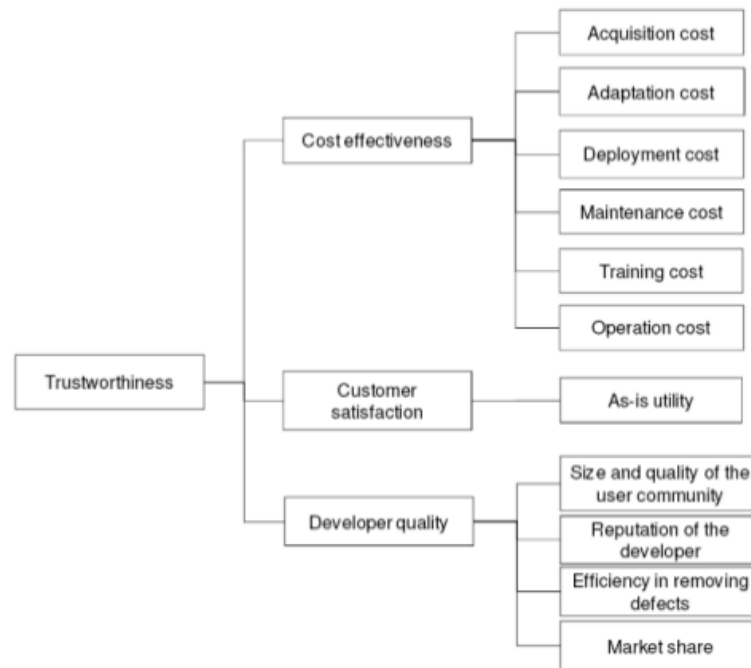 Acquisition cost
Adaptation cost
Cost effectiveness
Deployment cost
Maintenance cost
Training cost
Operation cost
Trustworthiness
Customer
satisfaction
As-is utility
Size and quality of the
user community
Developer quality
Reputation of the
developer
Efficiency in removing
defects
Market share